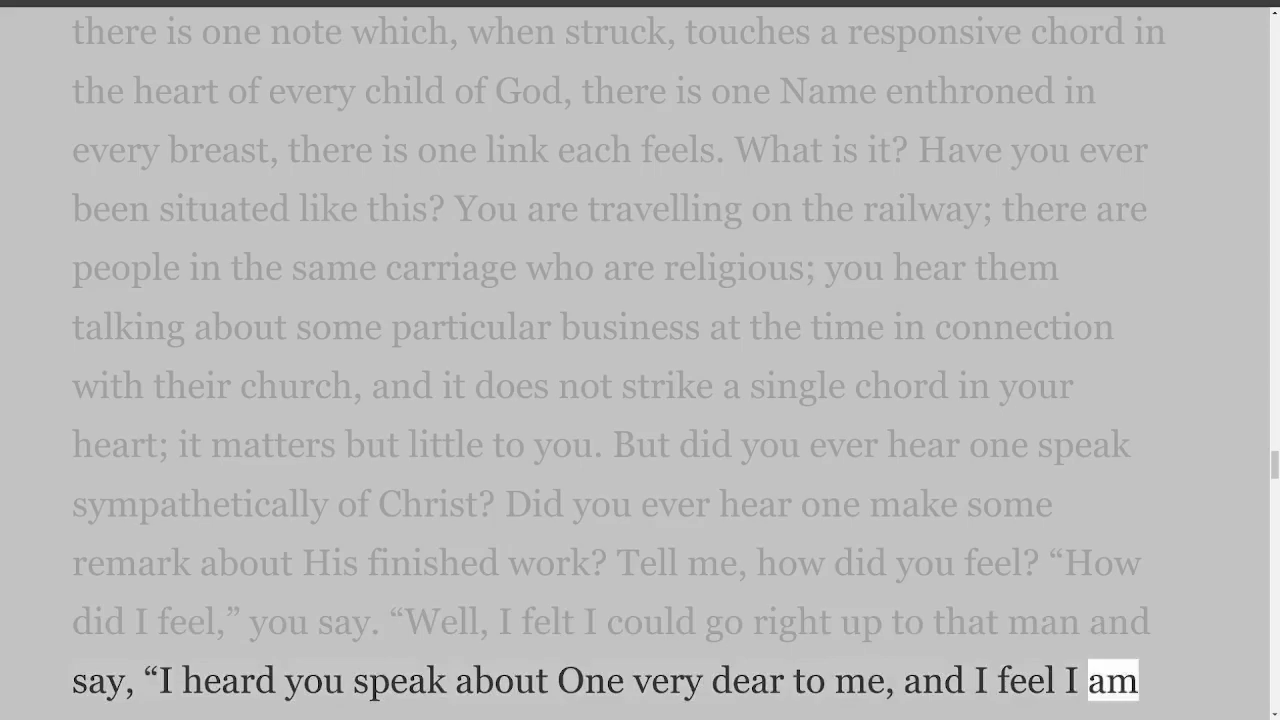 there is one note which, when struck, touches a responsive chord in
the heart of every child of God, there is one Name enthroned in
every breast, there is one link each feels. What is it? Have you ever
been situated like this? You are travelling on the railway; there are
people in the same carriage who are religious; you hear them
talking about some particular business at the time in connection
with their church, and it does not strike a single chord in your
heart; it matters but little to you. But did you ever hear one speak
sympathetically of Christ? Did you ever hear one make some
remark about His finished work? Tell me, how did you feel? “How
did I feel,” you say. “Well, I felt I could go right up to that man and
say, “I heard you speak about One very dear to me, and I feel I am